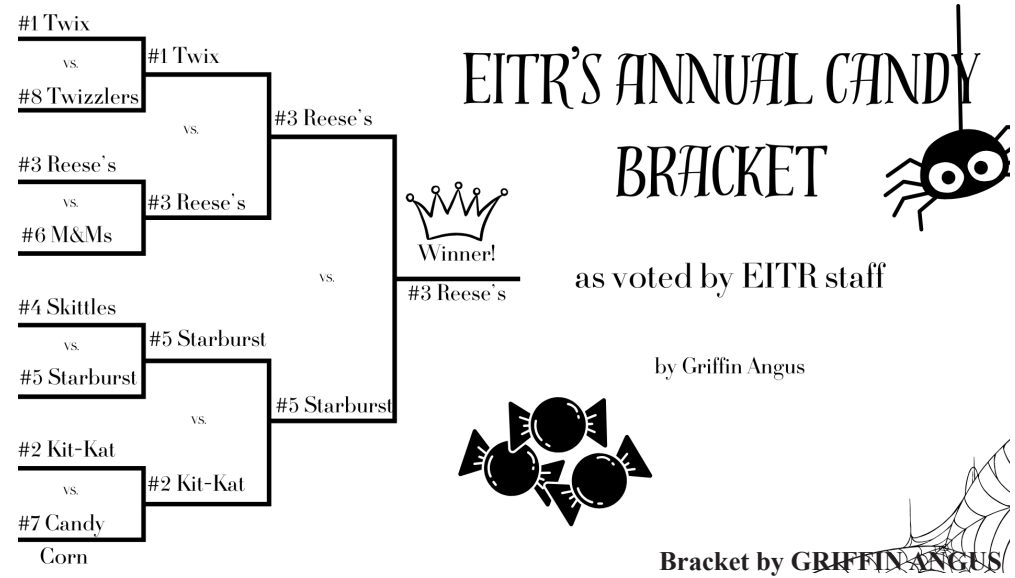 #1 Twix
vs.
#8 Twizzlers
#3 Reese's
vs.
#6 M&Ms
#4 Skittles
vs.
#5 Starburst
#2 Kit-Kat
vs.
#7 Candy
Corn
#1 Twix
vs.
#3 Reese's
#5 Starburst
vs.
#2 Kit-Kat
#3 Reese's
vs.
#5 Starburst
Winner!
#3 Reese's
EITR'S ANNUAL CANDY
BRACKET
as voted by EITR staff
by Griffin Angus
Bracket by GRIFFIN ANGUS